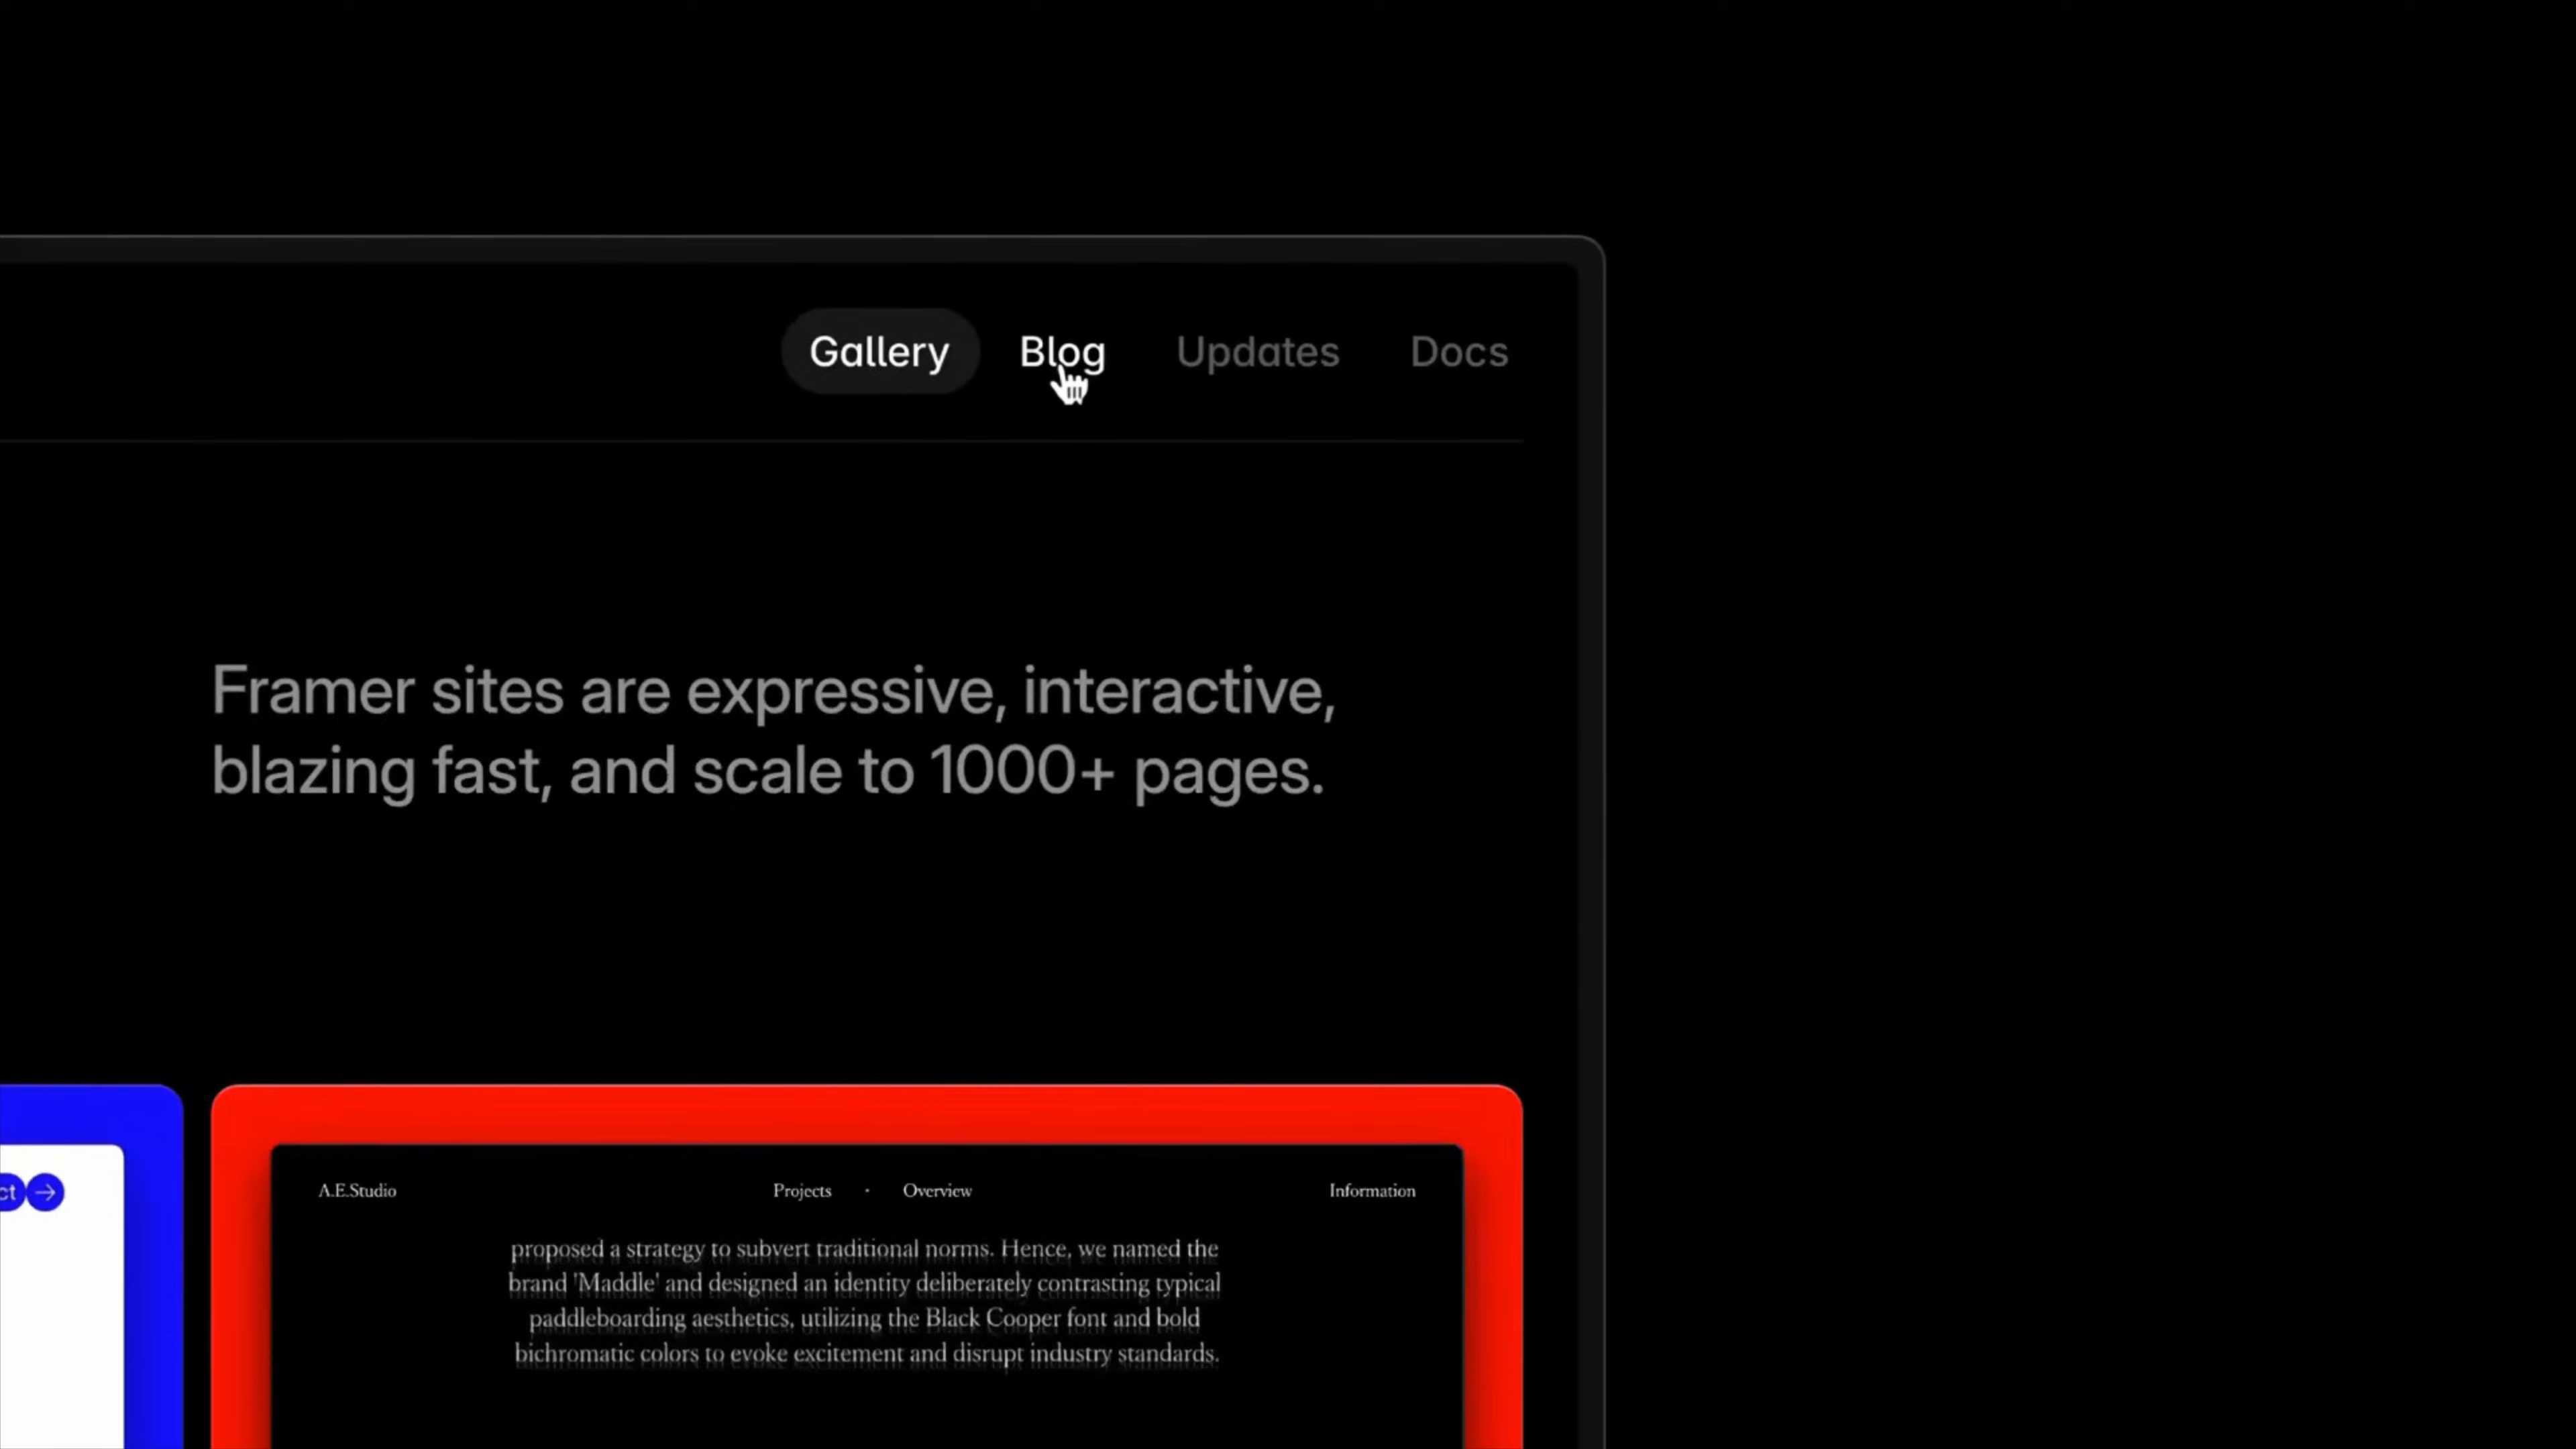 Gallery Blog Updates Docs
Framer sites are expressive, interactive,
blazing fast, and scale to 1000+ pages.
A.E.Studio Projects · Overview Information
proposed a strategy to subvert traditional norms. Hence, we named the
brand 'Maddle' and designed an identity deliberately contrasting typical
paddleboarding aesthetics, utilizing the Black Cooper font and bold
bichromatic colors to evoke excitement and disrupt industry standards.